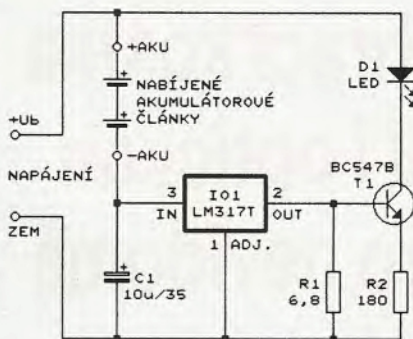 +AKU
NABÍJENÉ
AKUMULÁTOROVÉ
ČLÁNKY
-AKU
+Ub
NAPÁJENÍ
ZEM
D1
LED
BC547B
T1
3
IN
IO1
LM317T
2
OUT
1 ADJ.
C1
10u/35
R1
6,8
R2
180